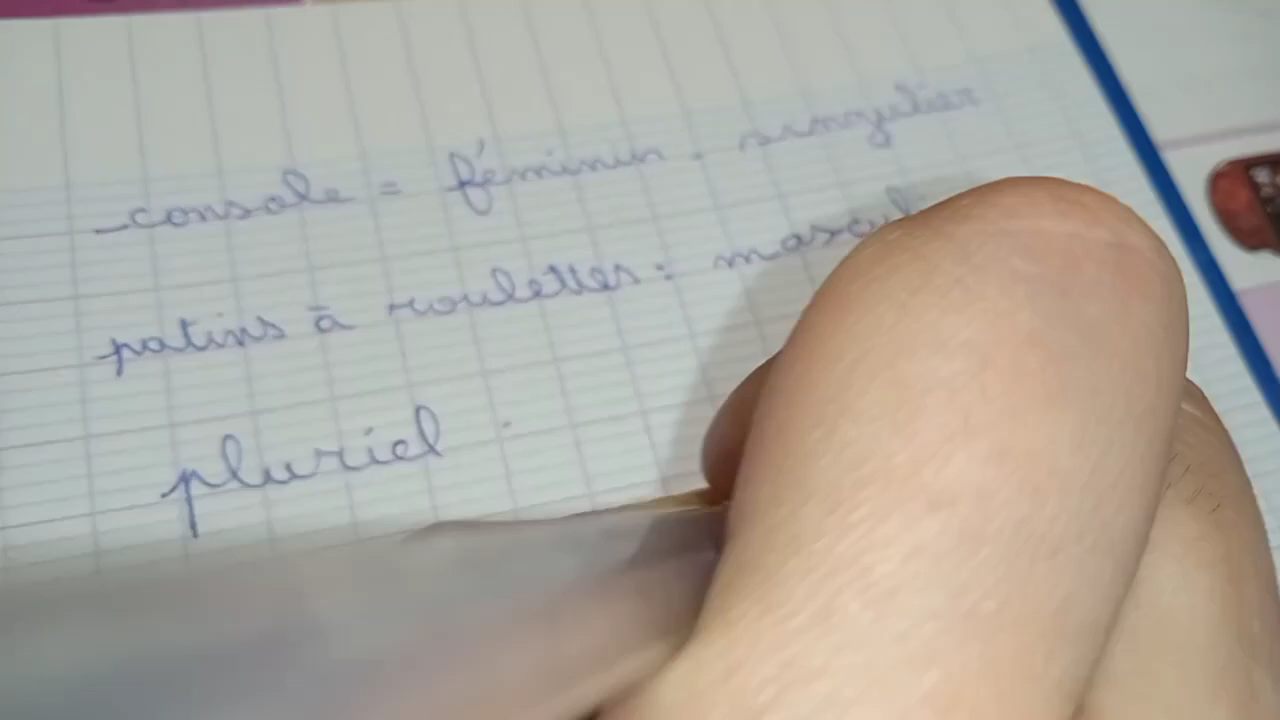 -console = féminin. singulier
patins à roulettes: mascul
pluriel.